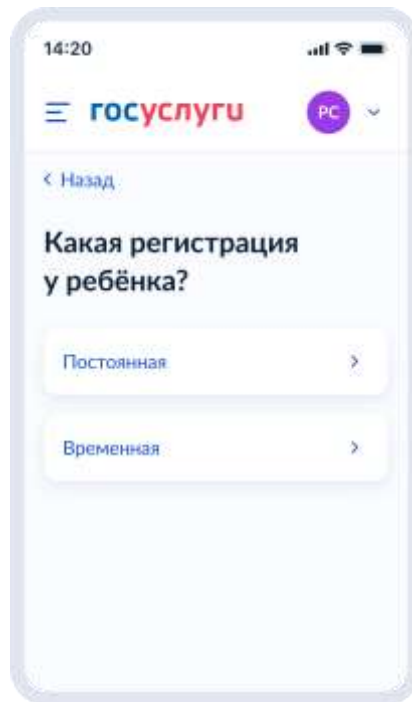 14:20
госуслуги
РС
Назад
Какая регистрация
у ребёнка?
Постоянная
Временная